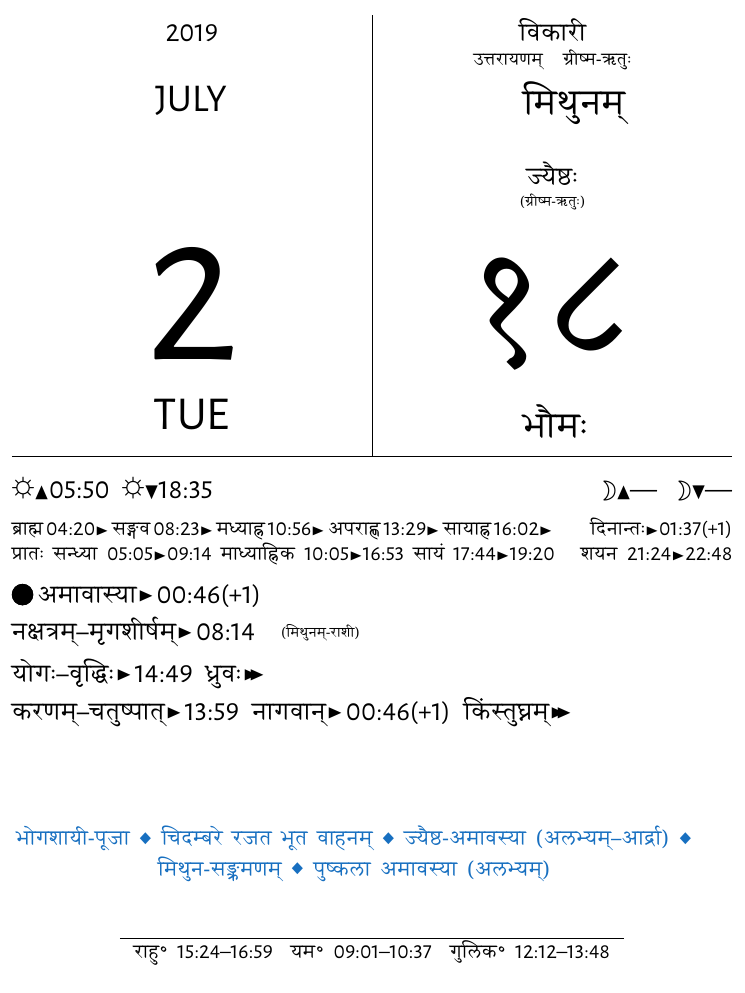 2019
JULY
2
TUE
विकारी
उत्तरायणम् ग्रीष्म-ऋतुः
मिथुनम्
ज्यैष्ठः
(ग्रीष्म-ऋतुः)
१८
भौमः
☼▲05:50 ☼▼18:35 ☽▲— ☽▼—
ब्राह्म 04:20► सङ्गव 08:23► मध्याह्न 10:56► अपराह्ण 13:29► सायाह्न 16:02► दिनान्तः►01:37(+1)
प्रातः सन्ध्या 05:05►09:14 माध्याह्निक 10:05►16:53 सायं 17:44►19:20 शयन 21:24►22:48
● अमावास्या►00:46(+1)
नक्षत्रम्–मृगशीर्षम्►08:14 (मिथुनम्-राशी)
योगः–वृद्धिः►14:49 ध्रुवः►►
करणम्–चतुष्पात्►13:59 नागवान्►00:46(+1) किंस्तुघ्नम्►►
भोगशायी-पूजा ◆ चिदम्बरे रजत भूत वाहनम् ◆ ज्यैष्ठ-अमावस्या (अलभ्यम्–आर्द्रा) ◆
मिथुन-सङ्क्रमणम् ◆ पुष्कला अमावस्या (अलभ्यम्)
राहु॰ 15:24–16:59 यम॰ 09:01–10:37 गुलिक॰ 12:12–13:48